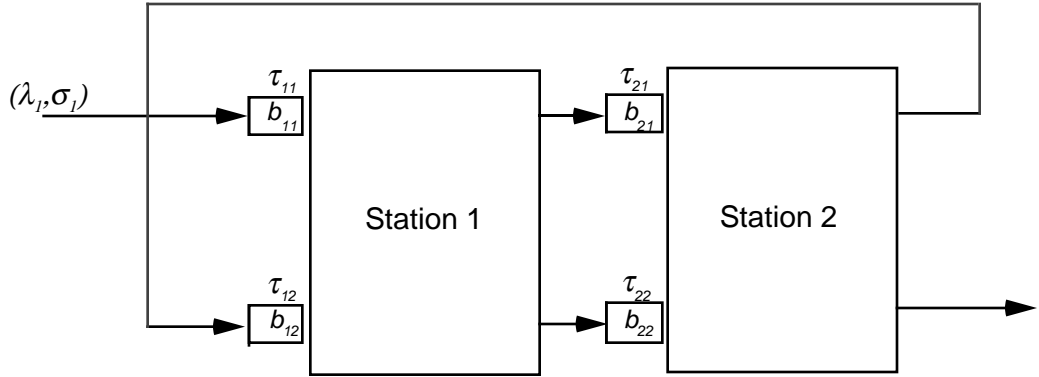 (λ₁,σ₁)
τ₁₁
b₁₁
τ₂₁
b₂₁
Station 1
Station 2
τ₁₂
b₁₂
τ₂₂
b₂₂